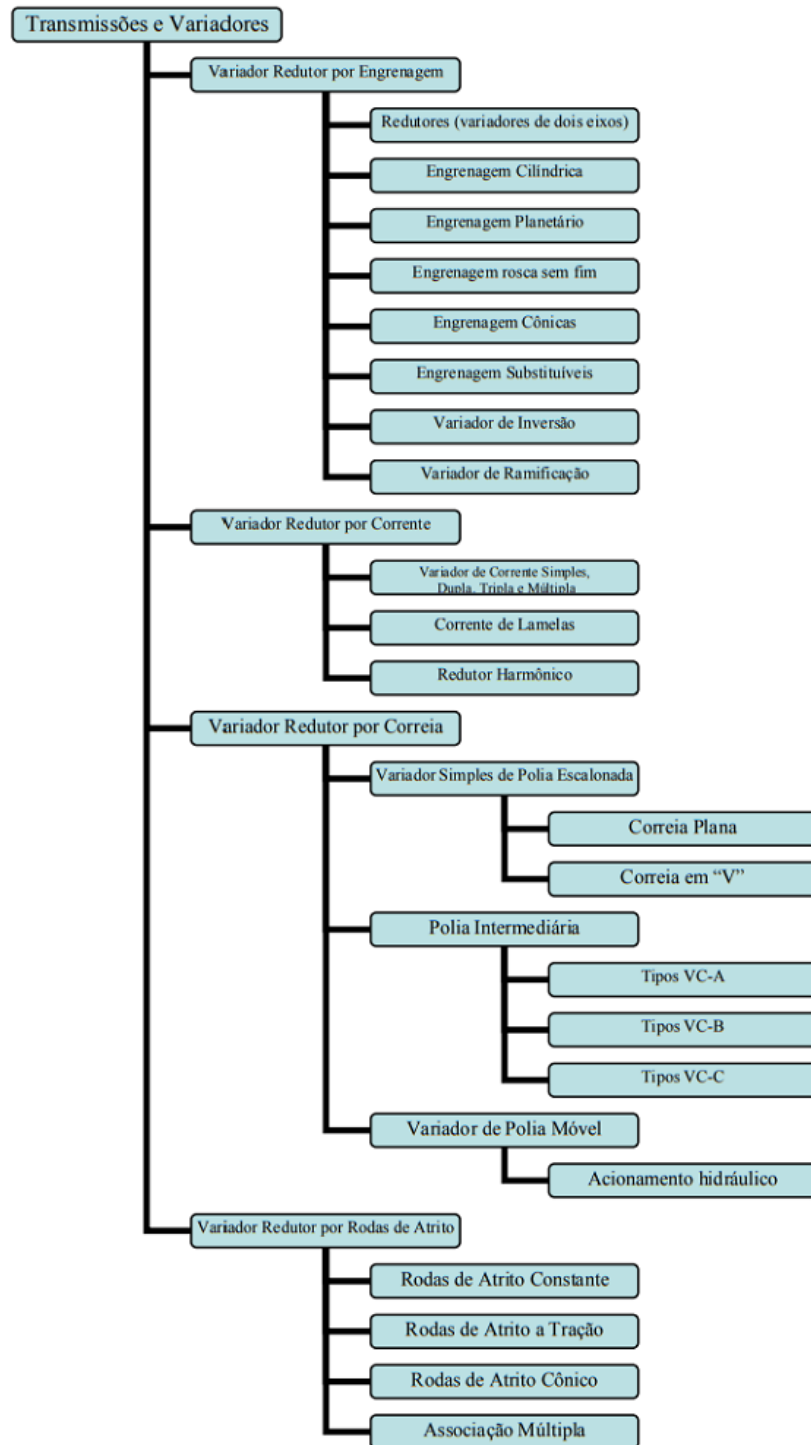 Transmissões e Variadores
Variador Redutor por Engrenagem
Redutores (variadores de dois eixos)
Engrenagem Cilíndrica
Engrenagem Planetário
Engrenagem rosca sem fim
Engrenagem Cônicas
Engrenagem Substituíveis
Variador de Inversão
Variador de Ramificação
Variador Redutor por Corrente
Variador de Corrente Simples,
Dupla, Tripla e Múltipla
Corrente de Lamelas
Redutor Harmônico
Variador Redutor por Correia
Variador Simples de Polia Escalonada
Correia Plana
Correia em “V”
Polia Intermediária
Tipos VC-A
Tipos VC-B
Tipos VC-C
Variador de Polia Móvel
Acionamento hidráulico
Variador Redutor por Rodas de Atrito
Rodas de Atrito Constante
Rodas de Atrito a Tração
Rodas de Atrito Cônico
Associação Múltipla